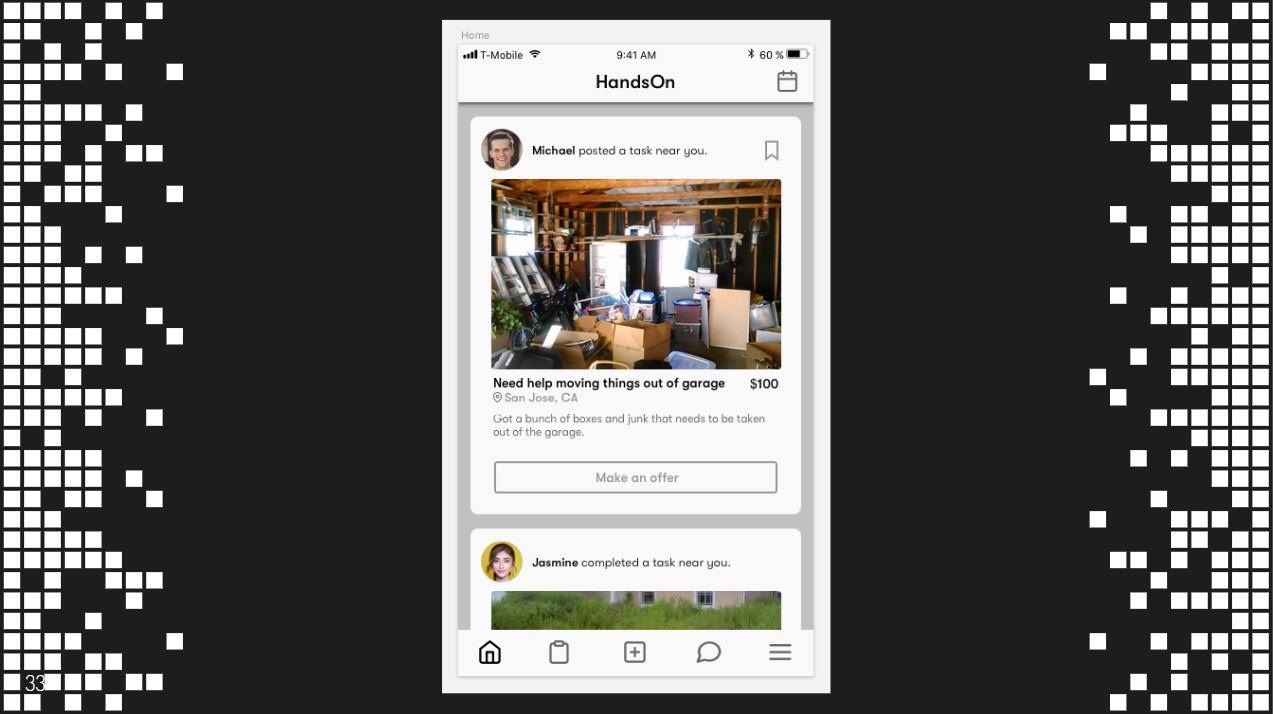 Home
T-Mobile 9:41 AM 60 %
HandsOn
Michael posted a task near you.
Need help moving things out of garage $100
San Jose, CA
Got a bunch of boxes and junk that needs to be taken
out of the garage.
Make an offer
Jasmine completed a task near you.
33